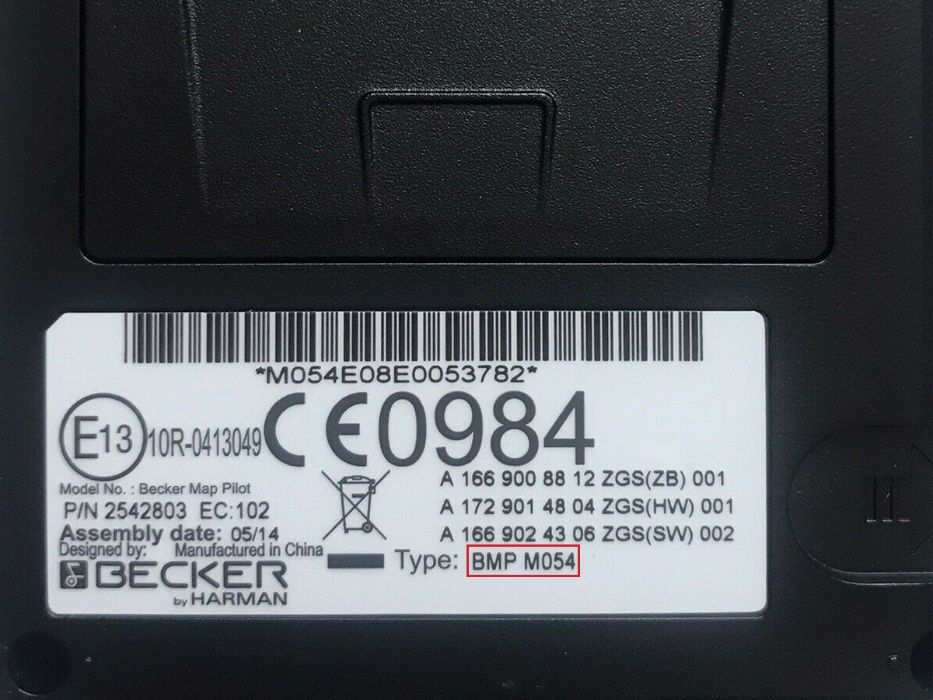 *M054E08E0053782*
E13 10R-0413049 CE0984
Model No. : Becker Map Pilot
P/N 2542803 EC:102
Assembly date: 05/14
Designed by: Manufactured in China
BECKER
by HARMAN
A 166 900 88 12 ZGS(ZB) 001
A 172 901 48 04 ZGS(HW) 001
A 166 902 43 06 ZGS(SW) 002
Type: BMP M054